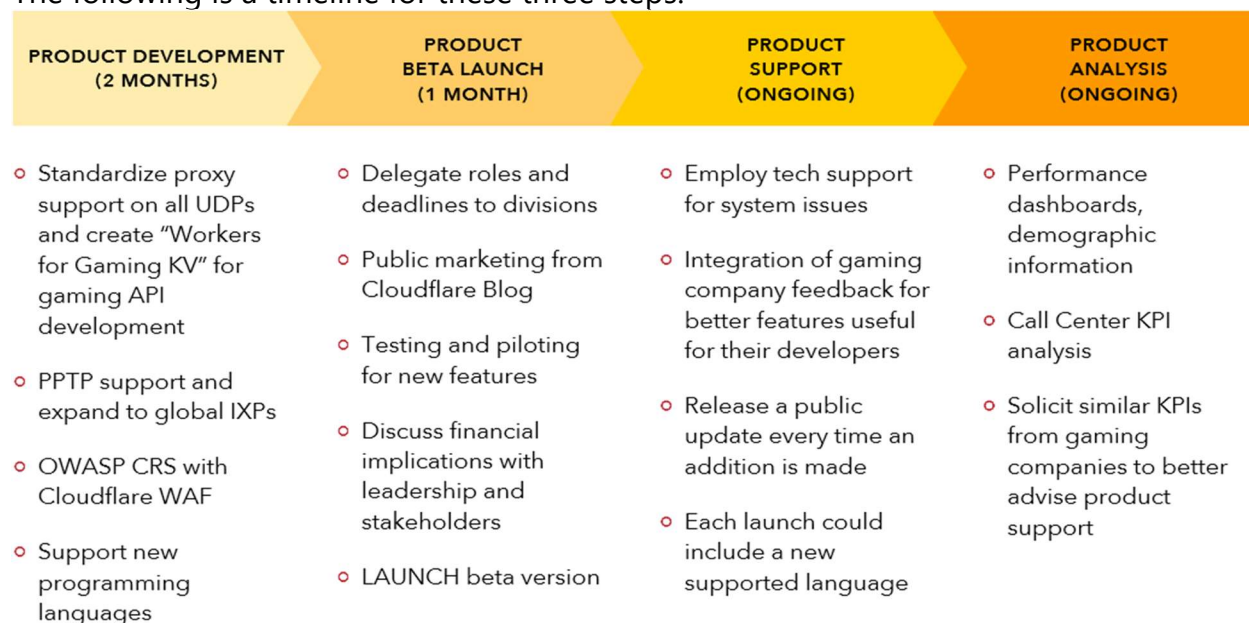 The following is a timeline for these three steps.
PRODUCT DEVELOPMENT
(2 MONTHS)
PRODUCT
BETA LAUNCH
(1 MONTH)
PRODUCT
SUPPORT
(ONGOING)
PRODUCT
ANALYSIS
(ONGOING)
Standardize proxy
support on all UDPs
and create “Workers
for Gaming KV” for
gaming API
development
PPTP support and
expand to global IXPs
OWASP CRS with
Cloudflare WAF
Support new
programming
languages
Delegate roles and
deadlines to divisions
Public marketing from
Cloudflare Blog
Testing and piloting
for new features
Discuss financial
implications with
leadership and
stakeholders
LAUNCH beta version
Employ tech support
for system issues
Integration of gaming
company feedback for
better features useful
for their developers
Release a public
update every time an
addition is made
Each launch could
include a new
supported language
Performance
dashboards,
demographic
information
Call Center KPI
analysis
Solicit similar KPIs
from gaming
companies to better
advise product
support